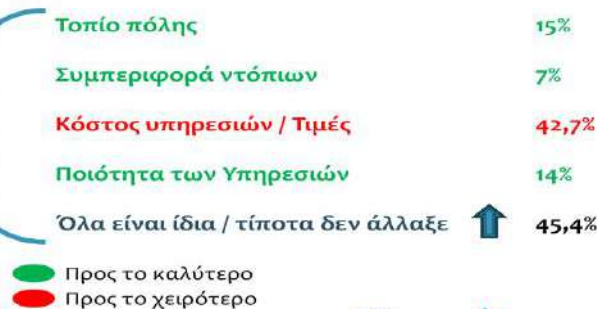 Τοπίο πόλης 15%
Συμπεριφορά ντόπιων 7%
Κόστος υπηρεσιών / Τιμές 42,7%
Ποιότητα των Υπηρεσιών 14%
Όλα είναι ίδια / τίποτα δεν άλλαξε 45,4%
Προς το καλύτερο
Προς το χειρότερο